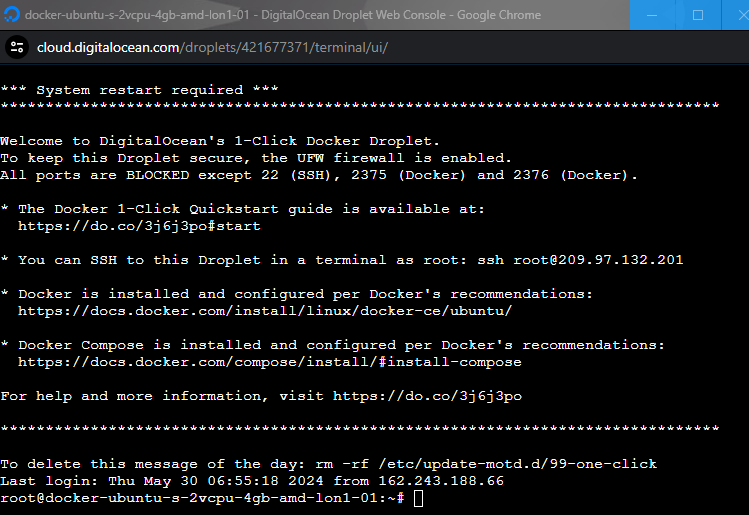 docker-ubuntu-s-2vcpu-4gb-amd-lon1-01 - DigitalOcean Droplet Web Console - Google Chrome
cloud.digitalocean.com/droplets/421677371/terminal/ui/
*** System restart required ***
********************************************************************************
Welcome to DigitalOcean's 1-Click Docker Droplet.
To keep this Droplet secure, the UFW firewall is enabled.
All ports are BLOCKED except 22 (SSH), 2375 (Docker) and 2376 (Docker).
* The Docker 1-Click Quickstart guide is available at:
https://do.co/3j6j3po#start
* You can SSH to this Droplet in a terminal as root: ssh root@209.97.132.201
* Docker is installed and configured per Docker's recommendations:
https://docs.docker.com/install/linux/docker-ce/ubuntu/
* Docker Compose is installed and configured per Docker's recommendations:
https://docs.docker.com/compose/install/#install-compose
For help and more information, visit https://do.co/3j6j3po
********************************************************************************
To delete this message of the day: rm -rf /etc/update-motd.d/99-one-click
Last login: Thu May 30 06:55:18 2024 from 162.243.188.66
root@docker-ubuntu-s-2vcpu-4gb-amd-lon1-01:~#